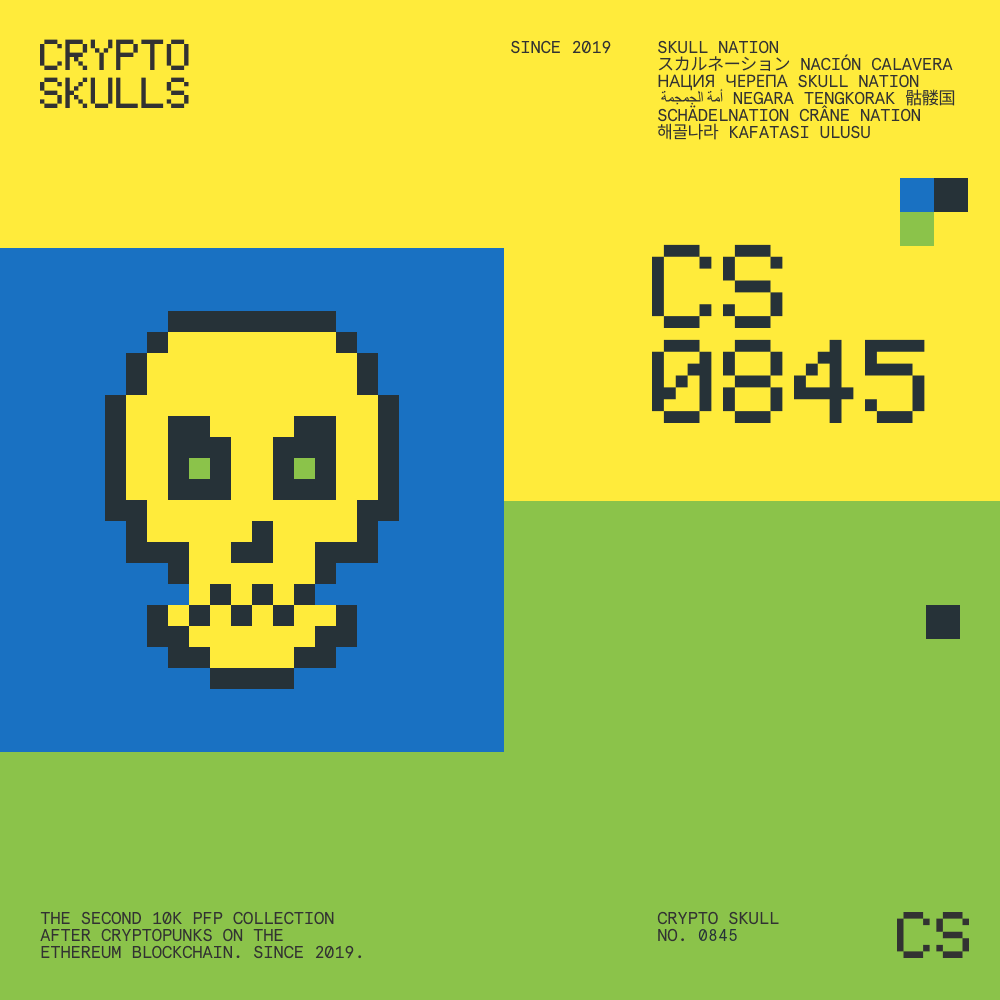 CRYPTO
SKULLS
SINCE 2019
SKULL NATION
スカルネーション NACIÓN CALAVERA
НАЦИЯ ЧЕРЕПА SKULL NATION
أمة الجمجمة NEGARA TENGKORAK 骷髅国
SCHÄDELNATION CRÂNE NATION
해골나라 KAFATASI ULUSU
CS
0845
THE SECOND 10K PFP COLLECTION
AFTER CRYPTOPUNKS ON THE
ETHEREUM BLOCKCHAIN. SINCE 2019.
CRYPTO SKULL
NO. 0845
CS